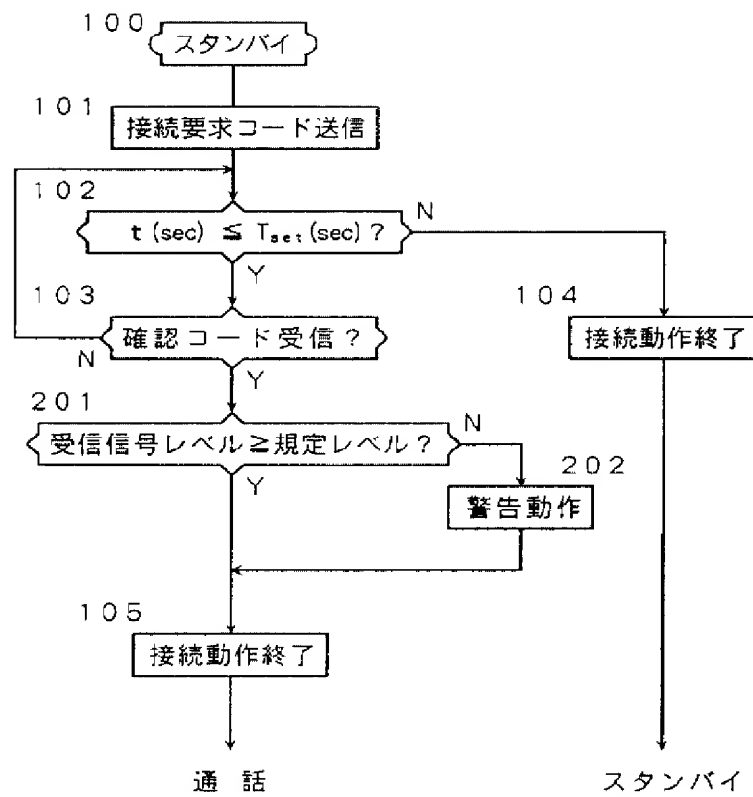 １００
スタンバイ
１０１
接続要求コード送信
１０２
t (sec) ≦ Tset (sec) ?
N
Y
１０３
確認コード受信？
N
Y
１０４
接続動作終了
２０１
受信信号レベル≧規定レベル？
N
Y
２０２
警告動作
１０５
接続動作終了
通 話
スタンバイ